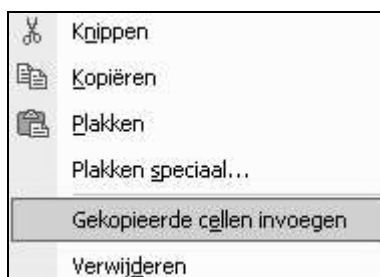 Knippen
Kopiëren
Plakken
Plakken speciaal...
Gekopieerde cellen invoegen
Verwijderen